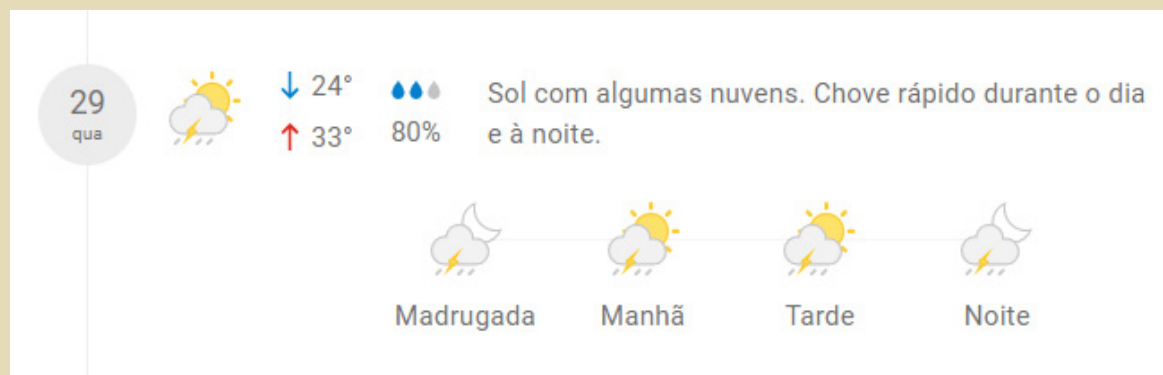 29
qua
24°
33°
80%
Sol com algumas nuvens. Chove rápido durante o dia
e à noite.
Madrugada
Manhã
Tarde
Noite